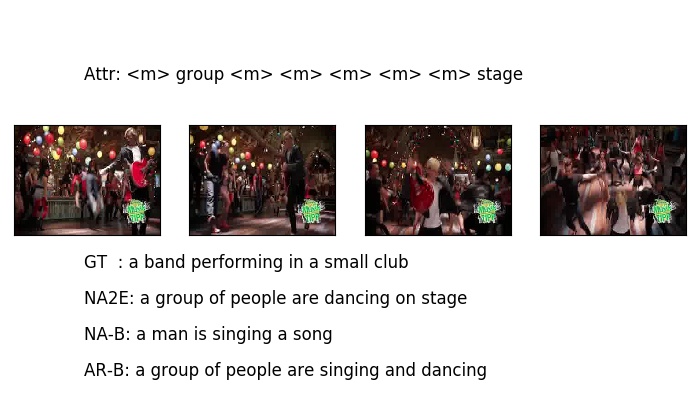 Attr: <m> group <m> <m> <m> <m> <m> stage
GT : a band performing in a small club
NA2E: a group of people are dancing on stage
NA-B: a man is singing a song
AR-B: a group of people are singing and dancing